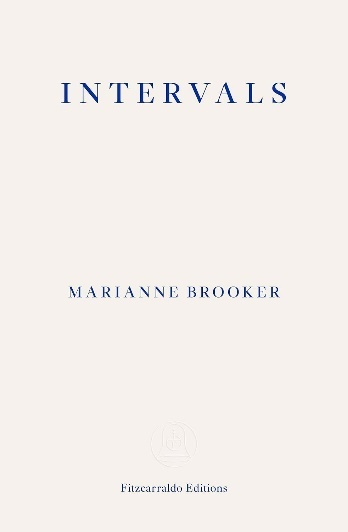 INTERVALS
MARIANNE BROOKER
Fitzcarraldo Editions